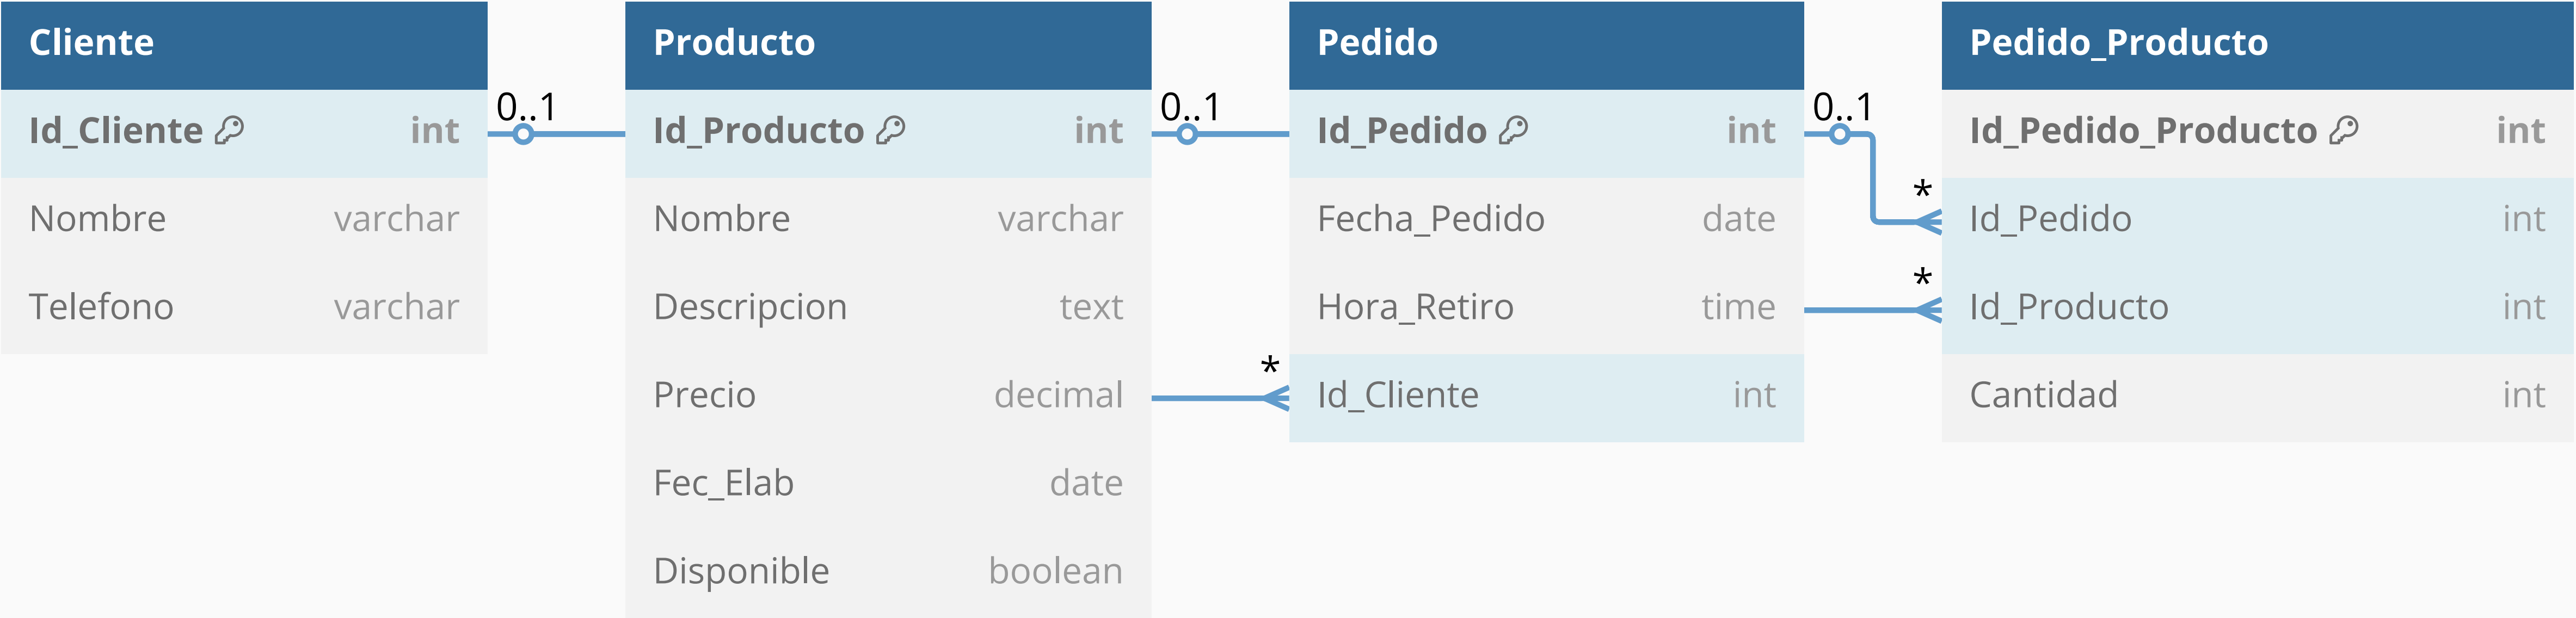 Cliente
Id_Cliente int
Nombre varchar
Telefono varchar
0..1
Producto
Id_Producto int
Nombre varchar
Descripcion text
Precio decimal
Fec_Elab date
Disponible boolean
0..1
*
Pedido
Id_Pedido int
Fecha_Pedido date
Hora_Retiro time
Id_Cliente int
0..1
*
*
Pedido_Producto
Id_Pedido_Producto int
Id_Pedido int
Id_Producto int
Cantidad int